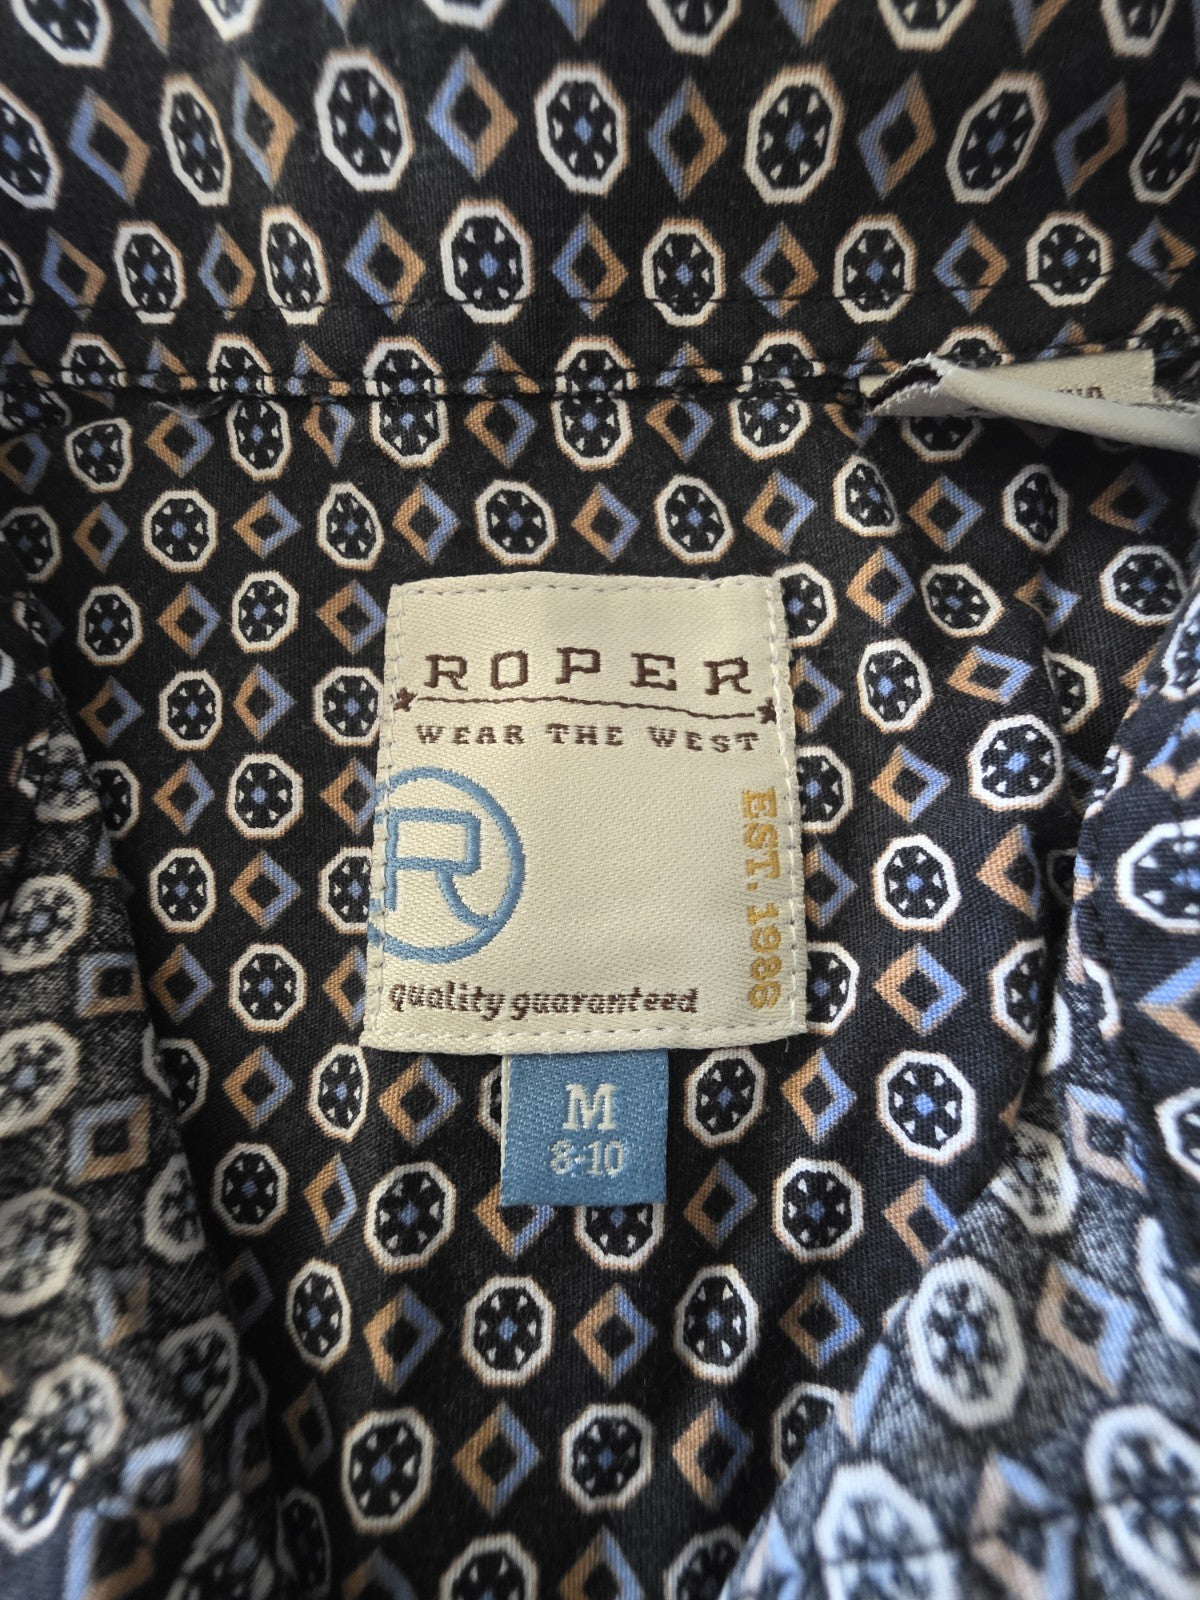 ROPER
WEAR THE WEST
R
EST. 1986
quality guaranteed
M
8-10